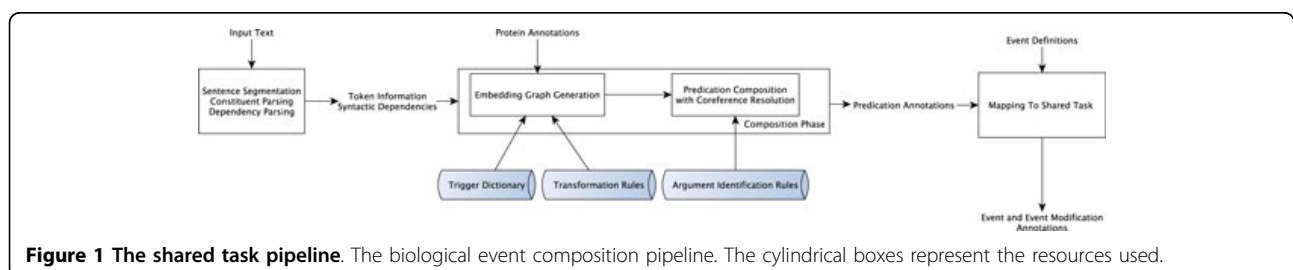 Input Text
Protein Annotations
Event Definitions
Sentence Segmentation
Constituent Parsing
Dependency Parsing
Token Information
Syntactic Dependencies
Embedding Graph Generation
Predication Composition
with Coreference Resolution
Composition Phase
Predication Annotations
Mapping To Shared Task
Trigger Dictionary
Transformation Rules
Argument Identification Rules
Event and Event Modification
Annotations
Figure 1 The shared task pipeline. The biological event composition pipeline. The cylindrical boxes represent the resources used.